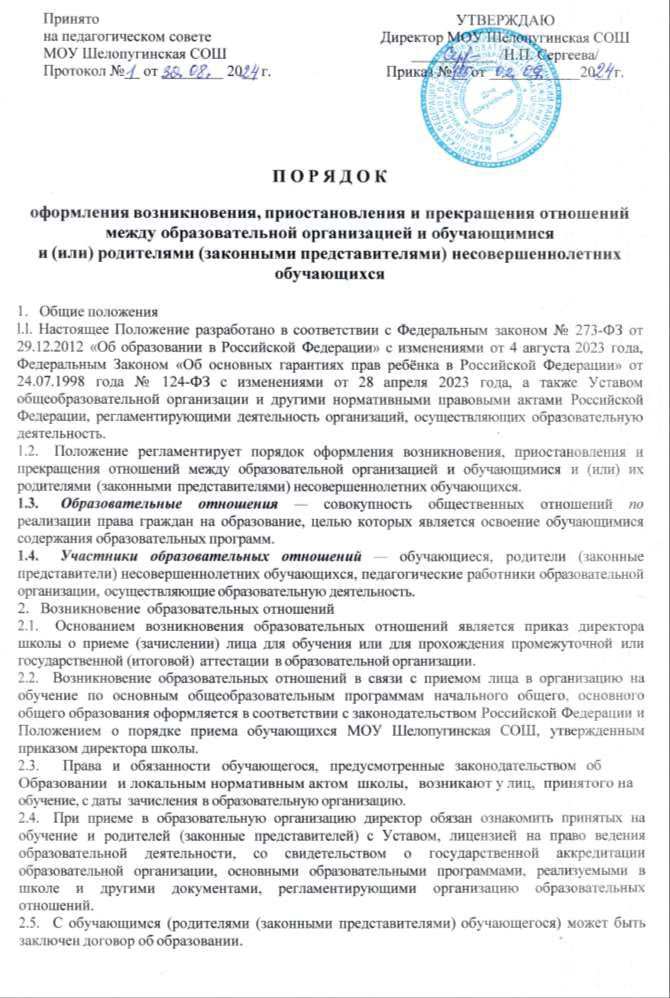 Принято
на педагогическом совете
МОУ Шелопугинская СОШ
Протокол №1 от 30.08. 2024г.
УТВЕРЖДАЮ
Директор МОУ Шелопугинская СОШ
/Н.П. Сергеева/
Приказ № от 02.09. 2024г.
Для документов
П О Р Я Д О К
оформления возникновения, приостановления и прекращения отношений
между образовательной организацией и обучающимися
и (или) родителями (законными представителями) несовершеннолетних
обучающихся
1. Общие положения
l.l. Настоящее Положение разработано в соответствии с Федеральным законом № 273-ФЗ от
29.12.2012 «Об образовании в Российской Федерации» с изменениями от 4 августа 2023 года,
Федеральным Законом «Об основных гарантиях прав ребёнка в Российской Федерации» от
24.07.1998 года № 124-ФЗ с изменениями от 28 апреля 2023 года, а также Уставом
общеобразовательной организации и другими нормативными правовыми актами Российской
Федерации, регламентирующими деятельность организаций, осуществляющих образовательную
деятельность.
1.2. Положение регламентирует порядок оформления возникновения, приостановления и
прекращения отношений между образовательной организацией и обучающимися и (или) их
родителями (законными представителями) несовершеннолетних обучающихся.
1.3. Образовательные отношения — совокупность общественных отношений по
реализации права граждан на образование, целью которых является освоение обучающимися
содержания образовательных программ.
1.4. Участники образовательных отношений — обучающиеся, родители (законные
представители) несовершеннолетних обучающихся, педагогические работники образовательной
организации, осуществляющие образовательную деятельность.
2. Возникновение образовательных отношений
2.1. Основанием возникновения образовательных отношений является приказ директора
школы о приеме (зачислении) лица для обучения или для прохождения промежуточной или
государственной (итоговой) аттестации в образовательной организации.
2.2. Возникновение образовательных отношений в связи с приемом лица в организацию на
обучение по основным общеобразовательным программам начального общего, основного
общего образования оформляется в соответствии с законодательством Российской Федерации и
Положением о порядке приема обучающихся МОУ Шелопугинская СОШ, утвержденным
приказом директора школы.
2.3. Права и обязанности обучающегося, предусмотренные законодательством об
Образовании и локальным нормативным актом школы, возникают у лиц, принятого на
обучение, с даты зачисления в образовательную организацию.
2.4. При приеме в образовательную организацию директор обязан ознакомить принятых на
обучение и родителей (законные представителей) с Уставом, лицензией на право ведения
образовательной деятельности, со свидетельством о государственной аккредитации
образовательной организации, основными образовательными программами, реализуемыми в
школе и другими документами, регламентирующими организацию образовательных
отношений.
2.5. С обучающимся (родителями (законными представителями) обучающегося) может быть
заключен договор об образовании.